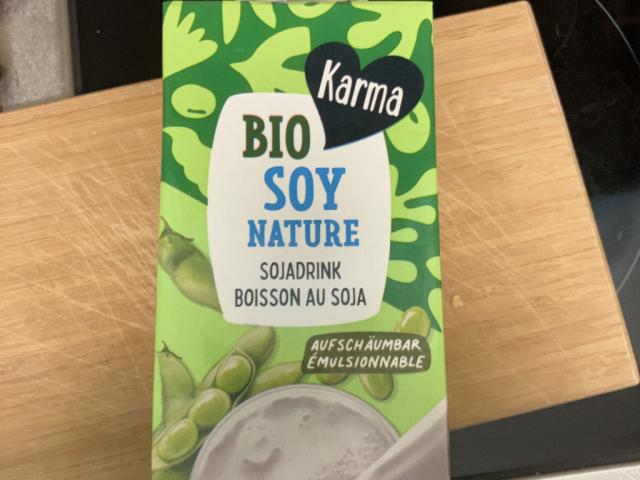 Karma
BIO
SOY
NATURE
SOJADRINK
BOISSON AU SOJA
AUFSCHÄUMBAR
ÉMULSIONNABLE